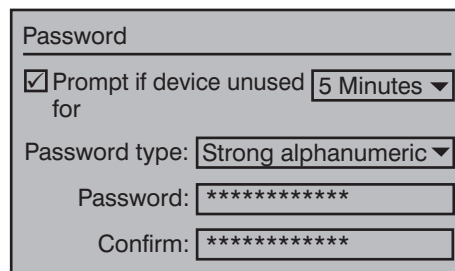 Password
Prompt if device unused 5 Minutes
for
Password type: Strong alphanumeric
Password: ************
Confirm: ************